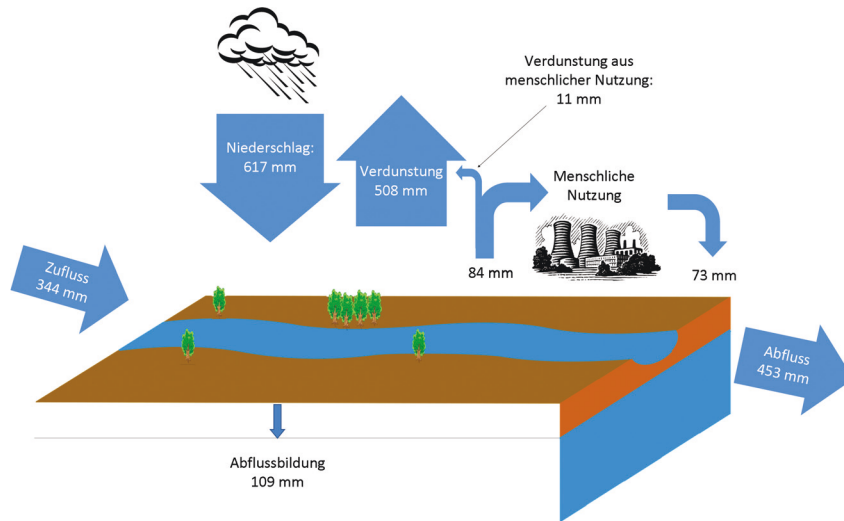 Verdunstung aus
menschlicher Nutzung:
11 mm
Niederschlag:
617 mm
Verdunstung
508 mm
Menschliche
Nutzung
84 mm
73 mm
Zufluss
344 mm
Abfluss
453 mm
Abflussbildung
109 mm